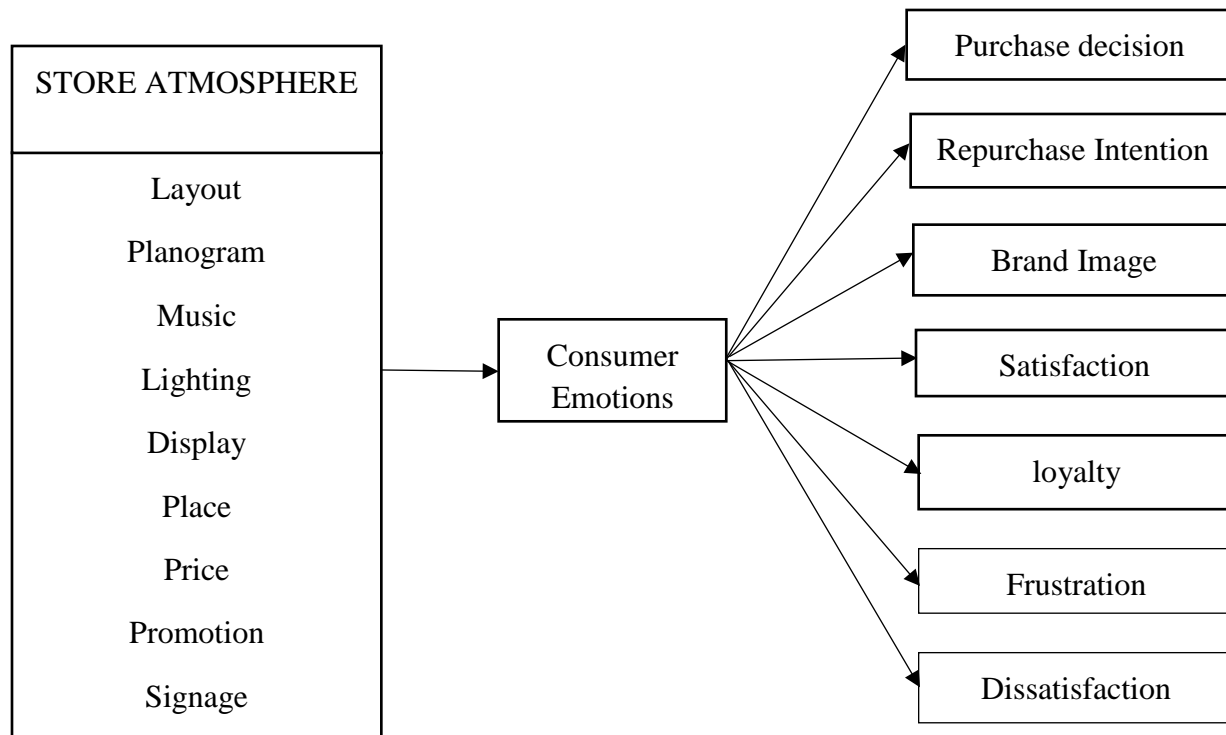 STORE ATMOSPHERE
Layout
Planogram
Music
Lighting
Display
Place
Price
Promotion
Signage
Consumer
Emotions
Purchase decision
Repurchase Intention
Brand Image
Satisfaction
loyalty
Frustration
Dissatisfaction